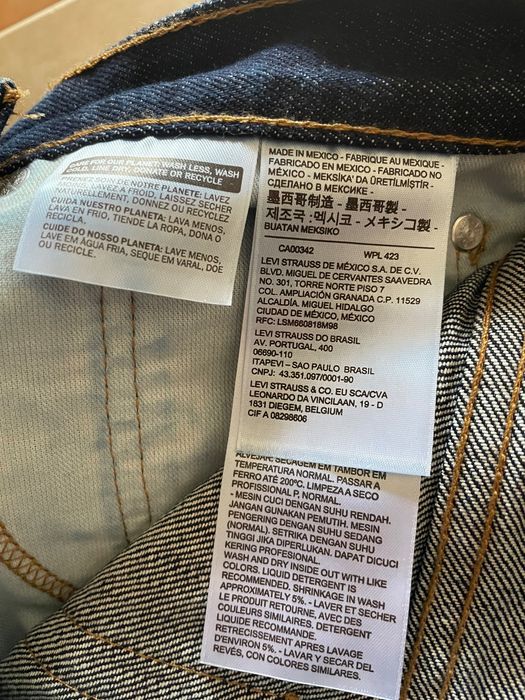 CARE FOR OUR PLANET: WASH LESS, WASH
COLD, LINE DRY, DONATE OR RECYCLE
NOTRE PLANETE: LAVEZ
LAVEZ A FROID, LAISSEZ SECHER
NATURELLEMENT, DONNEZ OU RECYCLEZ
CUIDA NUESTRO PLANETA: LAVA MENOS,
LAVA EN FRÍO, TIENDE LA ROPA, DONA O
RECICLA.
CUIDE DO NOSSO PLANETA: LAVE MENOS,
LAVE EM ÁGUA FRIA, SEQUE EM VARAL, DOE
OU RECICLE.
MADE IN MEXICO - FABRIQUE AU MEXIQUE -
FABRICADO EN MEXICO - FABRICADO NO
MÉXICO - MEKSİKA' DA ÜRETİLMİŞTİR -
СДЕЛАНО В МЕКСИКЕ -
墨西哥制造 - 墨西哥製 -
제조국 :멕시코 - メキシコ製 -
BUATAN MEKSIKO
CA00342 WPL 423
LEVI STRAUSS DE MÉXICO S.A. DE C.V.
BLVD. MIGUEL DE CERVANTES SAAVEDRA
NO. 301, TORRE NORTE PISO 7
COL. AMPLIACIÓN GRANADA C.P. 11529
ALCALDÍA. MIGUEL HIDALGO
CIUDAD DE MÉXICO, MÉXICO
RFC: LSM660818M98
LEVI STRAUSS DO BRASIL
AV. PORTUGAL, 400
06690-110
ITAPEVI – SAO PAULO BRASIL
CNPJ: 43.351.097/0001-90
LEVI STRAUSS & CO. EU SCA/CVA
LEONARDO DA VINCILAAN, 19 - D
1831 DIEGEM, BELGIUM
CIF A 08298606
ALVEJAR. SECAGEM EM TAMBOR EM
TEMPERATURA NORMAL. PASSAR A
FERRO ATÉ 200ºC. LIMPEZA A SECO
PROFISSIONAL P, NORMAL.
- MESIN CUCI DENGAN SUHU RENDAH.
JANGAN GUNAKAN PEMUTIH. MESIN
PENGERING DENGAN SUHU SEDANG
(NORMAL). SETRIKA DENGAN SUHU
TINGGI JIKA DIPERLUKAN. DAPAT DICUCI
KERING PROFESIONAL.
WASH AND DRY INSIDE OUT WITH LIKE
COLORS. LIQUID DETERGENT IS
RECOMMENDED. SHRINKAGE IN WASH
APPROXIMATELY 5%. - LAVER ET SECHER
LE PRODUIT RETOURNE, AVEC DES
COULEURS SIMILAIRES. DETERGENT
LIQUIDE RECOMMANDE.
RETRECISSEMENT APRES LAVAGE
D'ENVIRON 5%. - LAVAR Y SECAR DEL
REVÉS, CON COLORES SIMILARES.